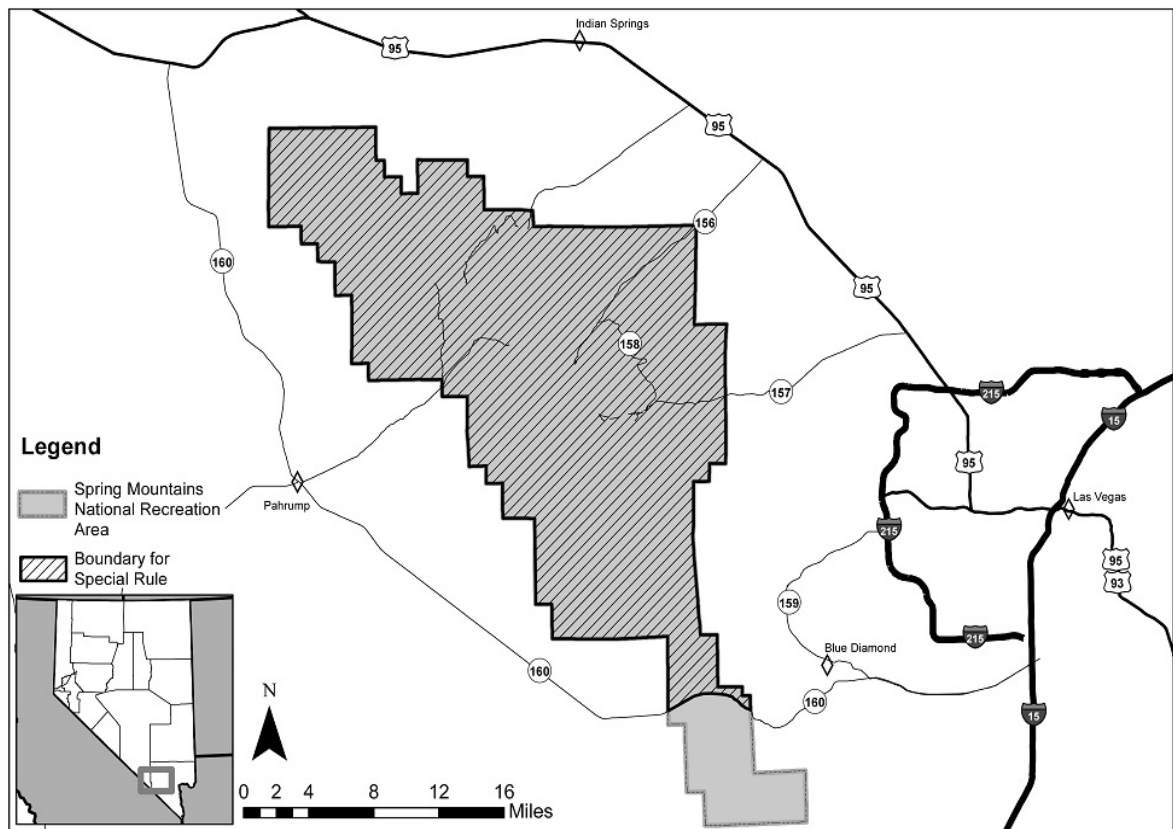 Indian Springs
95
95
156
160
95
158
157
215
15
Legend
95
Spring Mountains
National Recreation
Area
Pahrump
Las Vegas
215
Boundary for
Special Rule
95
93
159
215
Blue Diamond
160
160
N
15
0 2 4 8 12 16
Miles